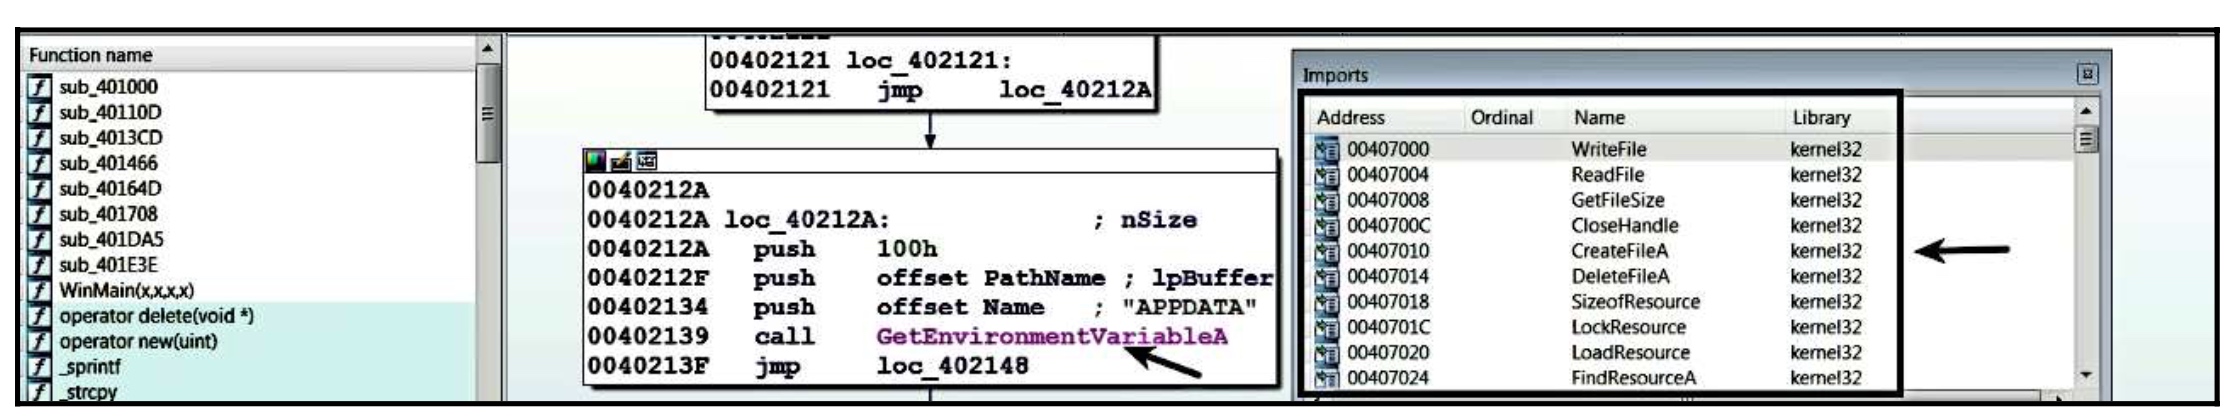 Function name
f sub_401000
f sub_40110D
f sub_4013CD
f sub_401466
f sub_40164D
f sub_401708
f sub_401DA5
f sub_401E3E
f WinMain(x,x,x,x)
f operator delete(void *)
f operator new(uint)
f _sprintf
f _strcpy
00402121 loc_402121:
00402121 jmp loc_40212A
0040212A
0040212A loc_40212A: ; nSize
0040212A push 100h
0040212F push offset PathName ; lpBuffer
00402134 push offset Name ; "APPDATA"
00402139 call GetEnvironmentVariableA
0040213F jmp loc_402148
Imports
Address Ordinal Name Library
00407000 WriteFile kernel32
00407004 ReadFile kernel32
00407008 GetFileSize kernel32
0040700C CloseHandle kernel32
00407010 CreateFileA kernel32
00407014 DeleteFileA kernel32
00407018 SizeofResource kernel32
0040701C LockResource kernel32
00407020 LoadResource kernel32
00407024 FindResourceA kernel32